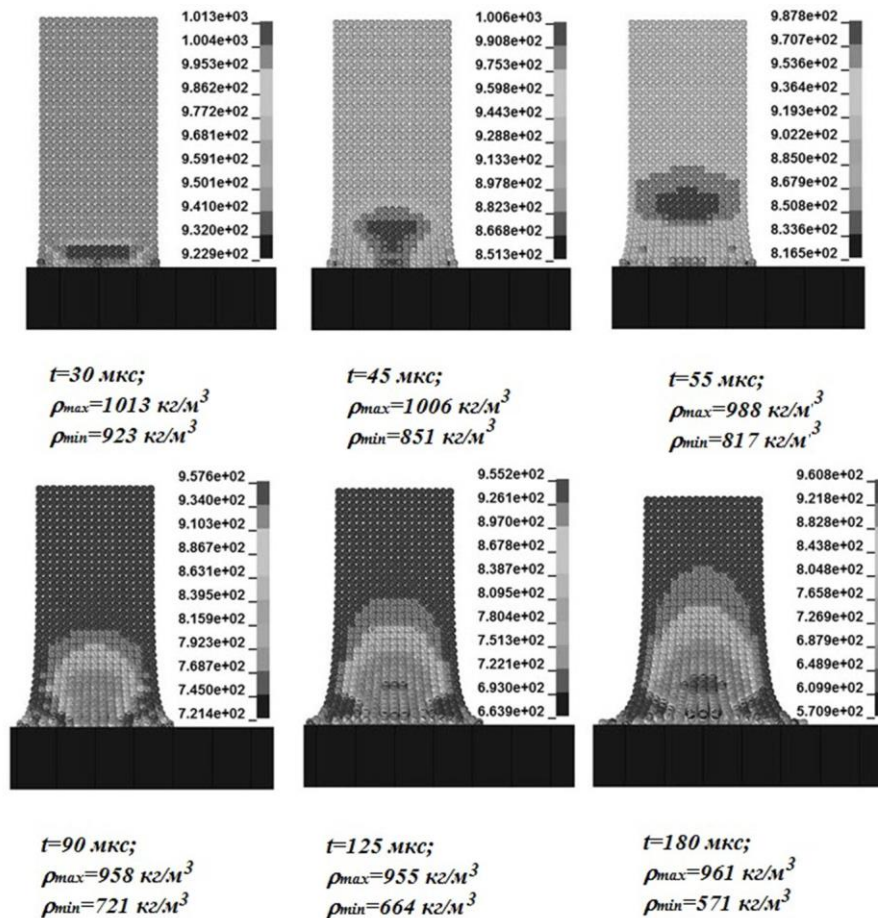 1.013e+03
1.004e+03
9.953e+02
9.862e+02
9.772e+02
9.681e+02
9.591e+02
9.501e+02
9.410e+02
9.320e+02
9.229e+02
1.006e+03
9.908e+02
9.753e+02
9.598e+02
9.443e+02
9.288e+02
9.133e+02
8.978e+02
8.823e+02
8.668e+02
8.513e+02
9.878e+02
9.707e+02
9.536e+02
9.364e+02
9.193e+02
9.022e+02
8.850e+02
8.679e+02
8.508e+02
8.336e+02
8.165e+02
t=30 мкс;
ρmax=1013 кг/м³
ρmin=923 кг/м³
t=45 мкс;
ρmax=1006 кг/м³
ρmin=851 кг/м³
t=55 мкс;
ρmax=988 кг/м³
ρmin=817 кг/м³
9.576e+02
9.340e+02
9.103e+02
8.867e+02
8.631e+02
8.395e+02
8.159e+02
7.923e+02
7.687e+02
7.450e+02
7.214e+02
9.552e+02
9.261e+02
8.970e+02
8.678e+02
8.387e+02
8.095e+02
7.804e+02
7.513e+02
7.221e+02
6.930e+02
6.639e+02
9.608e+02
9.218e+02
8.828e+02
8.438e+02
8.048e+02
7.658e+02
7.269e+02
6.879e+02
6.489e+02
6.099e+02
5.709e+02
t=90 мкс;
ρmax=958 кг/м³
ρmin=721 кг/м³
t=125 мкс;
ρmax=955 кг/м³
ρmin=664 кг/м³
t=180 мкс;
ρmax=961 кг/м³
ρmin=571 кг/м³